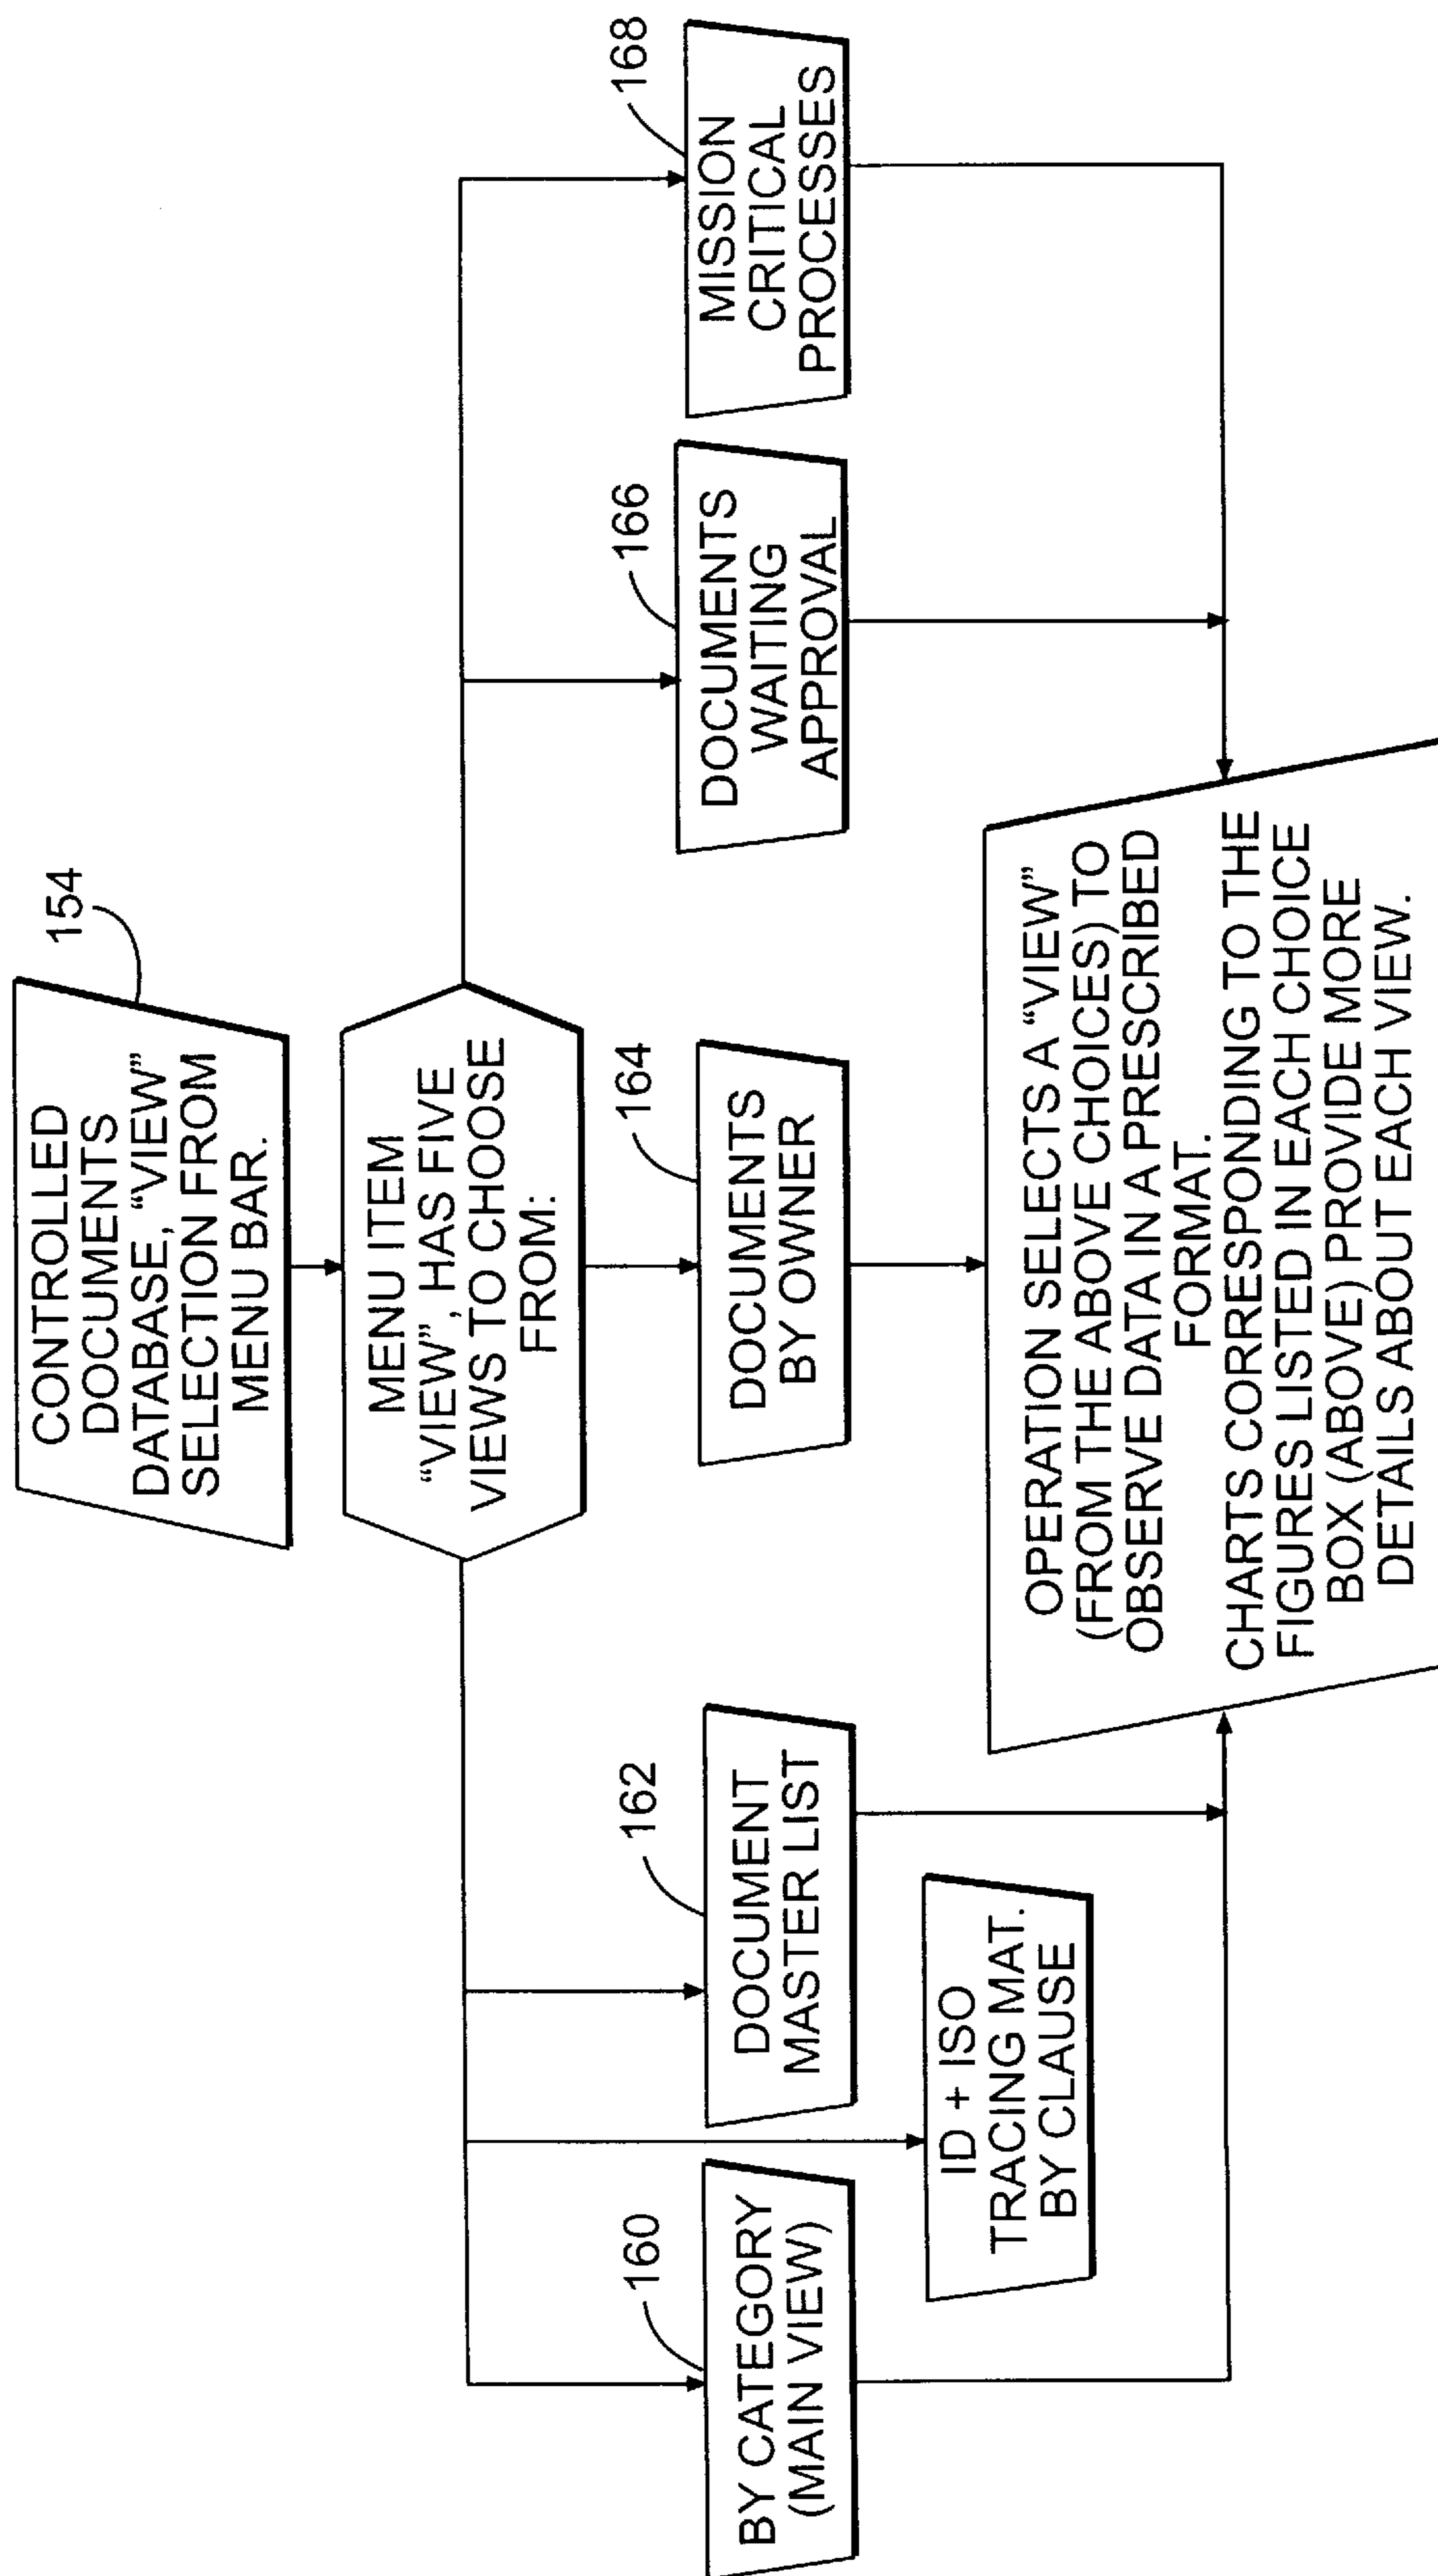 CONTROLLED
DOCUMENTS
DATABASE, “VIEW”
SELECTION FROM
MENU BAR.
154
MENU ITEM
“VIEW”, HAS FIVE
VIEWS TO CHOOSE
FROM:
160
BY CATEGORY
(MAIN VIEW)
ID + ISO
TRACING MAT.
BY CLAUSE
162
DOCUMENT
MASTER LIST
164
DOCUMENTS
BY OWNER
166
DOCUMENTS
WAITING
APPROVAL
168
MISSION
CRITICAL
PROCESSES
OPERATION SELECTS A “VIEW”
(FROM THE ABOVE CHOICES) TO
OBSERVE DATA IN A PRESCRIBED
FORMAT.
CHARTS CORRESPONDING TO THE
FIGURES LISTED IN EACH CHOICE
BOX (ABOVE) PROVIDE MORE
DETAILS ABOUT EACH VIEW.